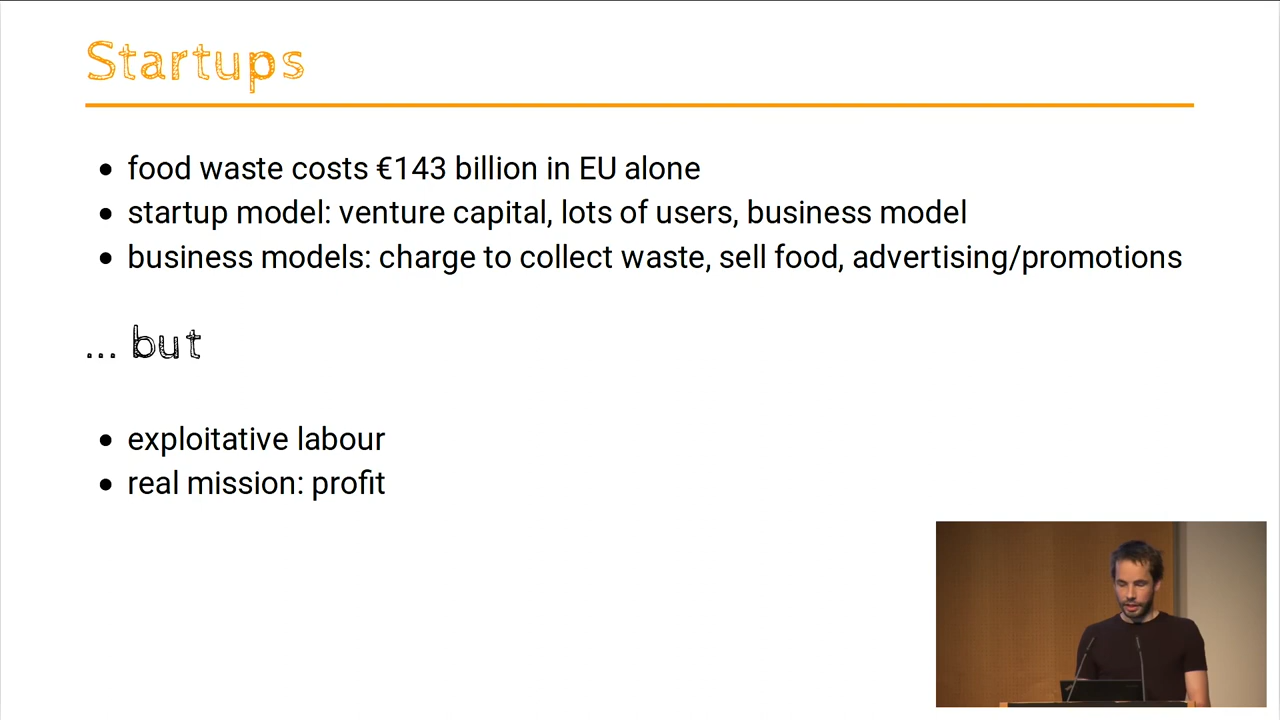 Startups
food waste costs €143 billion in EU alone
startup model: venture capital, lots of users, business model
business models: charge to collect waste, sell food, advertising/promotions
... but
exploitative labour
real mission: profit